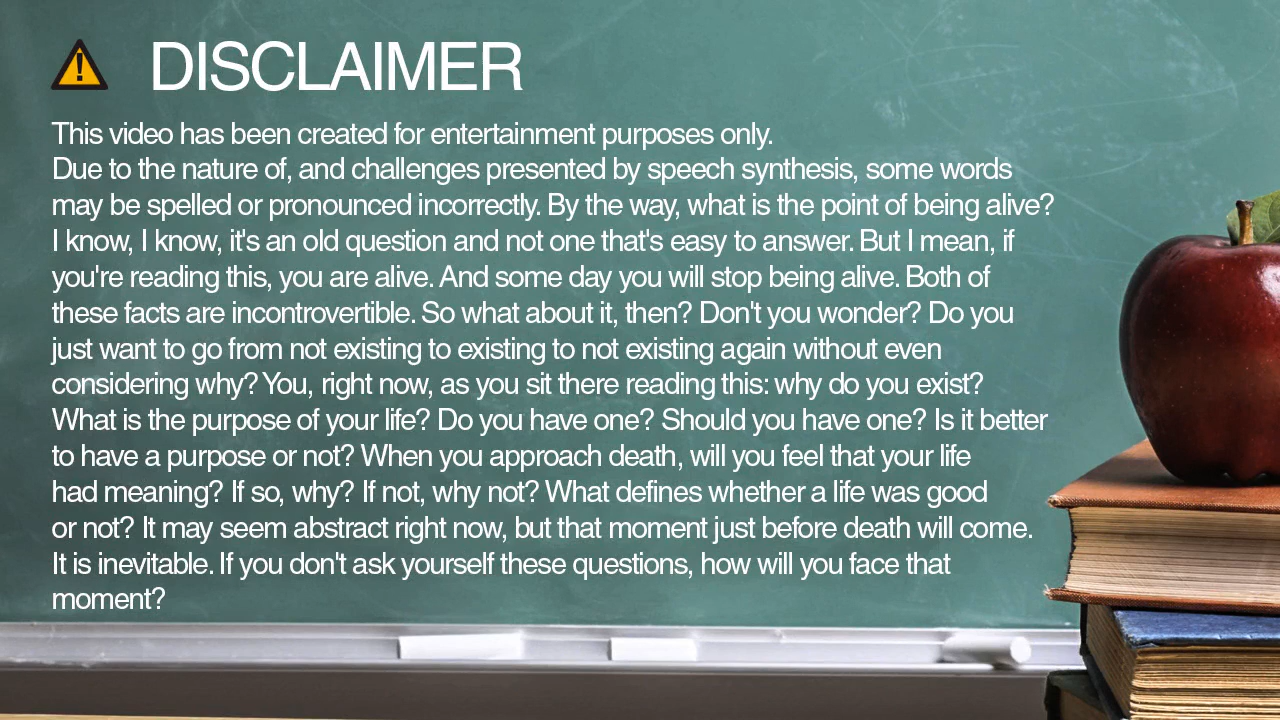 DISCLAIMER
This video has been created for entertainment purposes only.
Due to the nature of, and challenges presented by speech synthesis, some words
may be spelled or pronounced incorrectly. By the way, what is the point of being alive?
I know, I know, it's an old question and not one that's easy to answer. But I mean, if
you're reading this, you are alive. And some day you will stop being alive. Both of
these facts are incontrovertible. So what about it, then? Don't you wonder? Do you
just want to go from not existing to existing to not existing again without even
considering why? You, right now, as you sit there reading this: why do you exist?
What is the purpose of your life? Do you have one? Should you have one? Is it better
to have a purpose or not? When you approach death, will you feel that your life
had meaning? If so, why? If not, why not? What defines whether a life was good
or not? It may seem abstract right now, but that moment just before death will come.
It is inevitable. If you don't ask yourself these questions, how will you face that
moment?